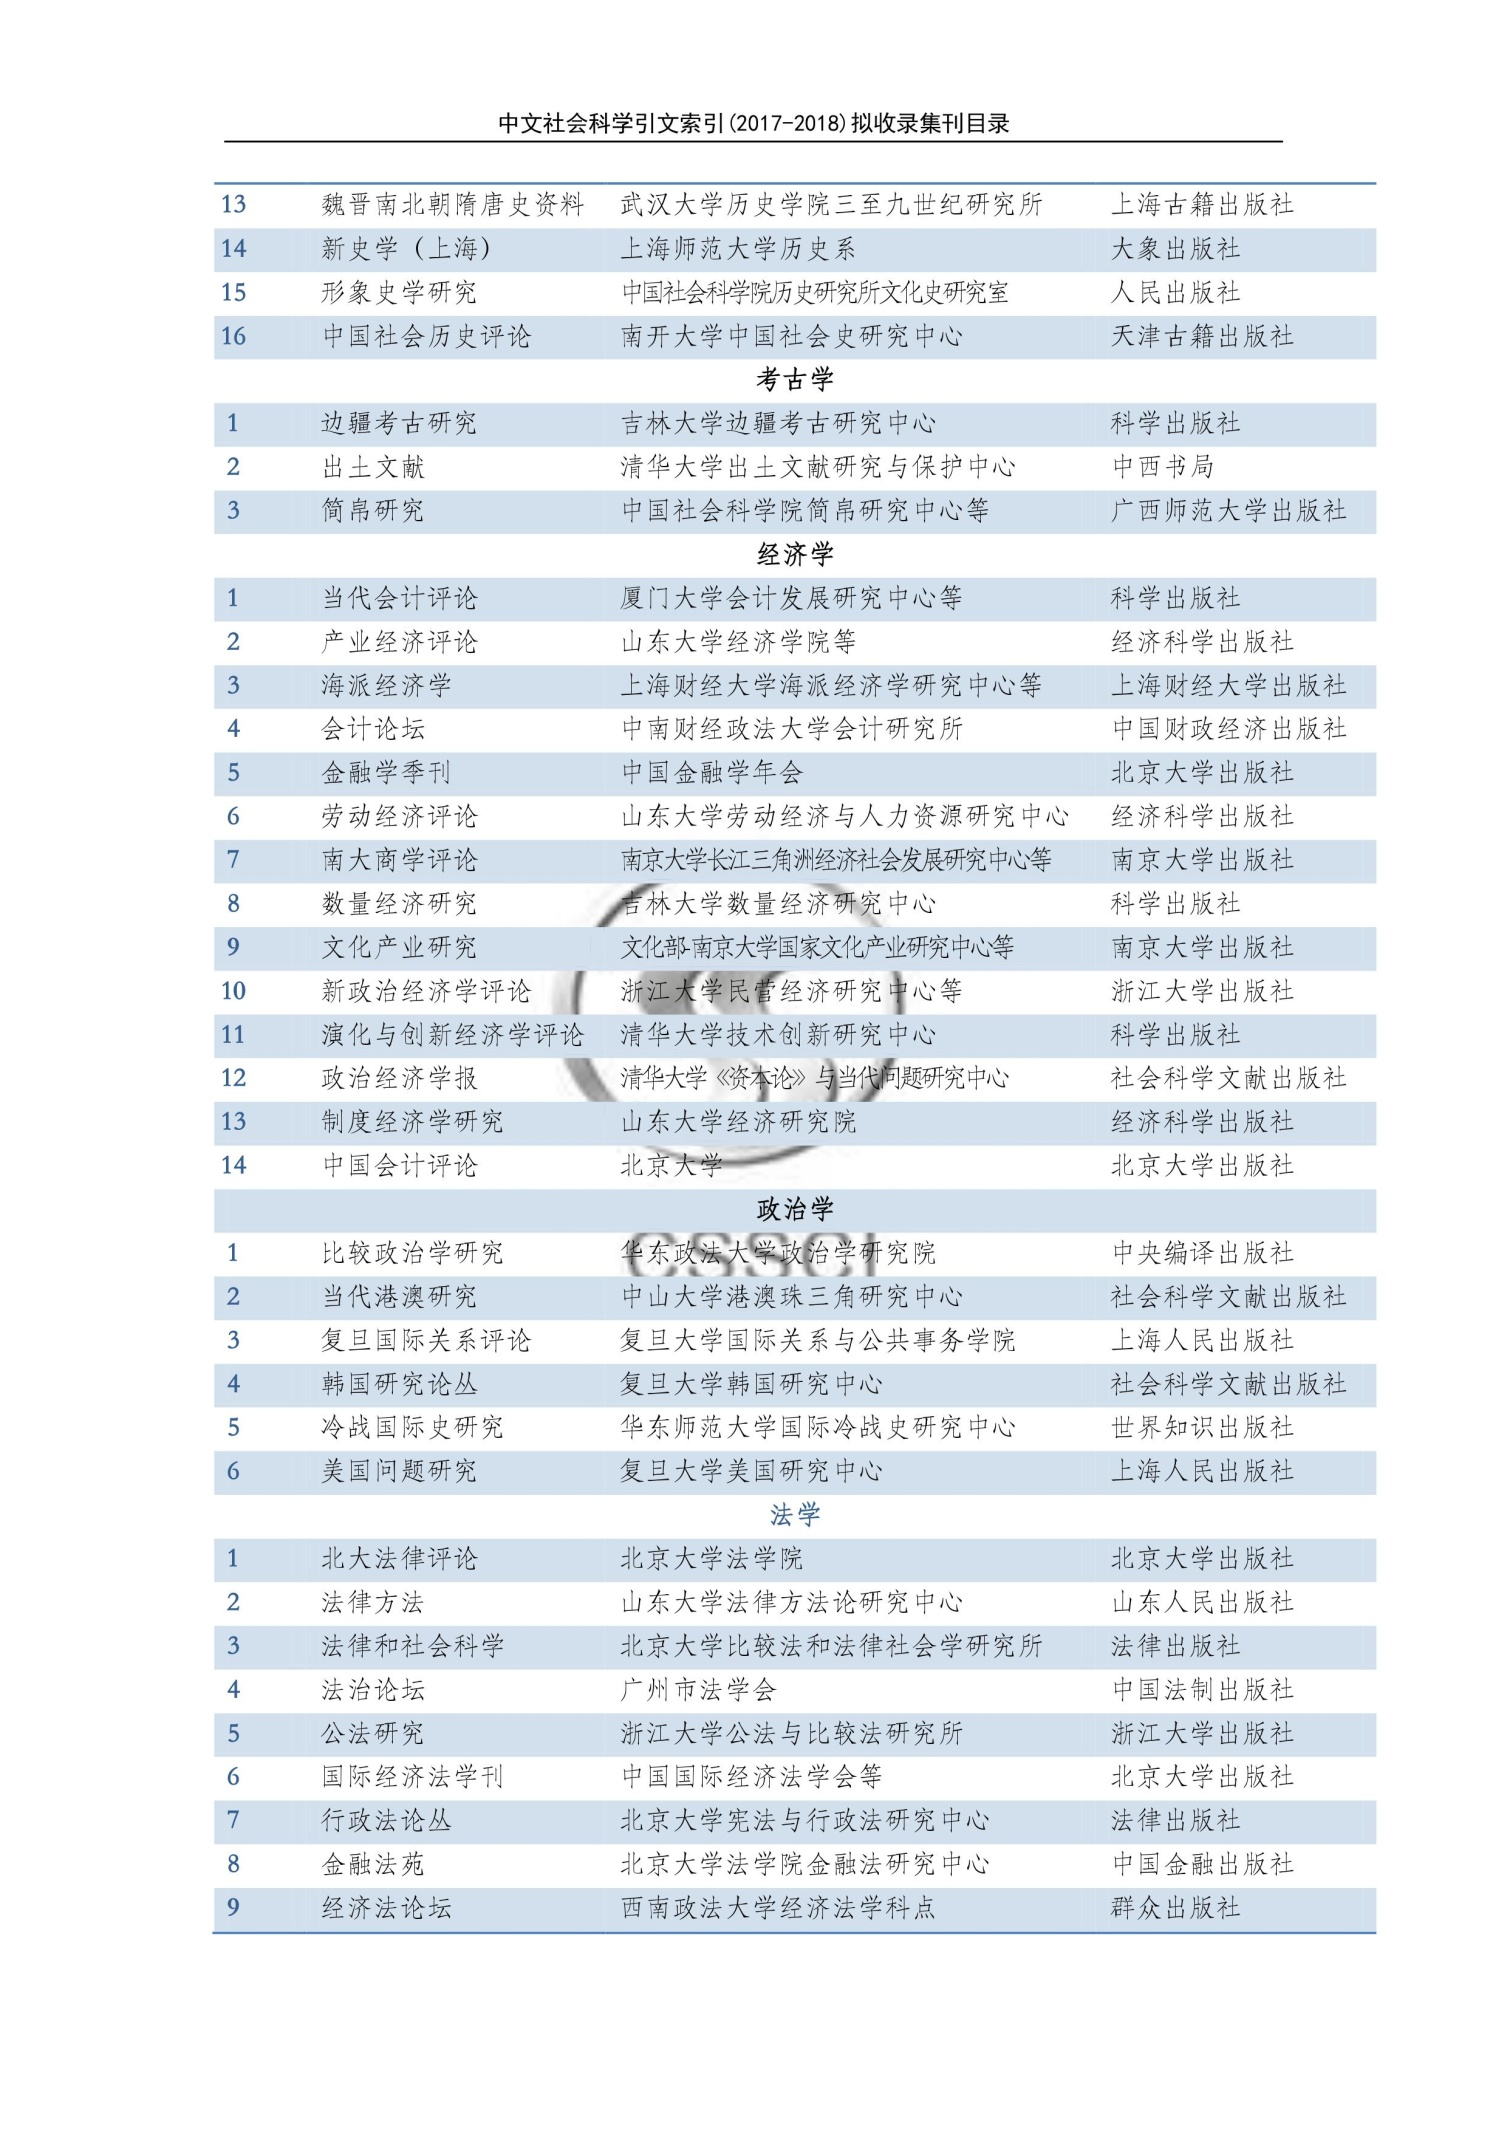 中文社会科学引文索引(2017-2018)拟收录集刊目录
13 魏晋南北朝隋唐史资料 武汉大学历史学院三至九世纪研究所 上海古籍出版社
14 新史学（上海） 上海师范大学历史系 大象出版社
15 形象史学研究 中国社会科学院历史研究所文化史研究室 人民出版社
16 中国社会历史评论 南开大学中国社会史研究中心 天津古籍出版社
考古学
1 边疆考古研究 吉林大学边疆考古研究中心 科学出版社
2 出土文献 清华大学出土文献研究与保护中心 中西书局
3 简帛研究 中国社会科学院简帛研究中心等 广西师范大学出版社
经济学
1 当代会计评论 厦门大学会计发展研究中心等 科学出版社
2 产业经济评论 山东大学经济学院等 经济科学出版社
3 海派经济学 上海财经大学海派经济学研究中心等 上海财经大学出版社
4 会计论坛 中南财经政法大学会计研究所 中国财政经济出版社
5 金融学季刊 中国金融学年会 北京大学出版社
6 劳动经济评论 山东大学劳动经济与人力资源研究中心 经济科学出版社
7 南大商学评论 南京大学长江三角洲经济社会发展研究中心等 南京大学出版社
8 数量经济研究 吉林大学数量经济研究中心 科学出版社
9 文化产业研究 文化部-南京大学国家文化产业研究中心等 南京大学出版社
10 新政治经济学评论 浙江大学民营经济研究中心等 浙江大学出版社
11 演化与创新经济学评论 清华大学技术创新研究中心 科学出版社
12 政治经济学报 清华大学《资本论》与当代问题研究中心 社会科学文献出版社
13 制度经济学研究 山东大学经济研究院 经济科学出版社
14 中国会计评论 北京大学 北京大学出版社
政治学
CSSCI
1 比较政治学研究 华东政法大学政治学研究院 中央编译出版社
2 当代港澳研究 中山大学港澳珠三角研究中心 社会科学文献出版社
3 复旦国际关系评论 复旦大学国际关系与公共事务学院 上海人民出版社
4 韩国研究论丛 复旦大学韩国研究中心 社会科学文献出版社
5 冷战国际史研究 华东师范大学国际冷战史研究中心 世界知识出版社
6 美国问题研究 复旦大学美国研究中心 上海人民出版社
法学
1 北大法律评论 北京大学法学院 北京大学出版社
2 法律方法 山东大学法律方法论研究中心 山东人民出版社
3 法律和社会科学 北京大学比较法和法律社会学研究所 法律出版社
4 法治论坛 广州市法学会 中国法制出版社
5 公法研究 浙江大学公法与比较法研究所 浙江大学出版社
6 国际经济法学刊 中国国际经济法学会等 北京大学出版社
7 行政法论丛 北京大学宪法与行政法研究中心 法律出版社
8 金融法苑 北京大学法学院金融法研究中心 中国金融出版社
9 经济法论坛 西南政法大学经济法学科点 群众出版社